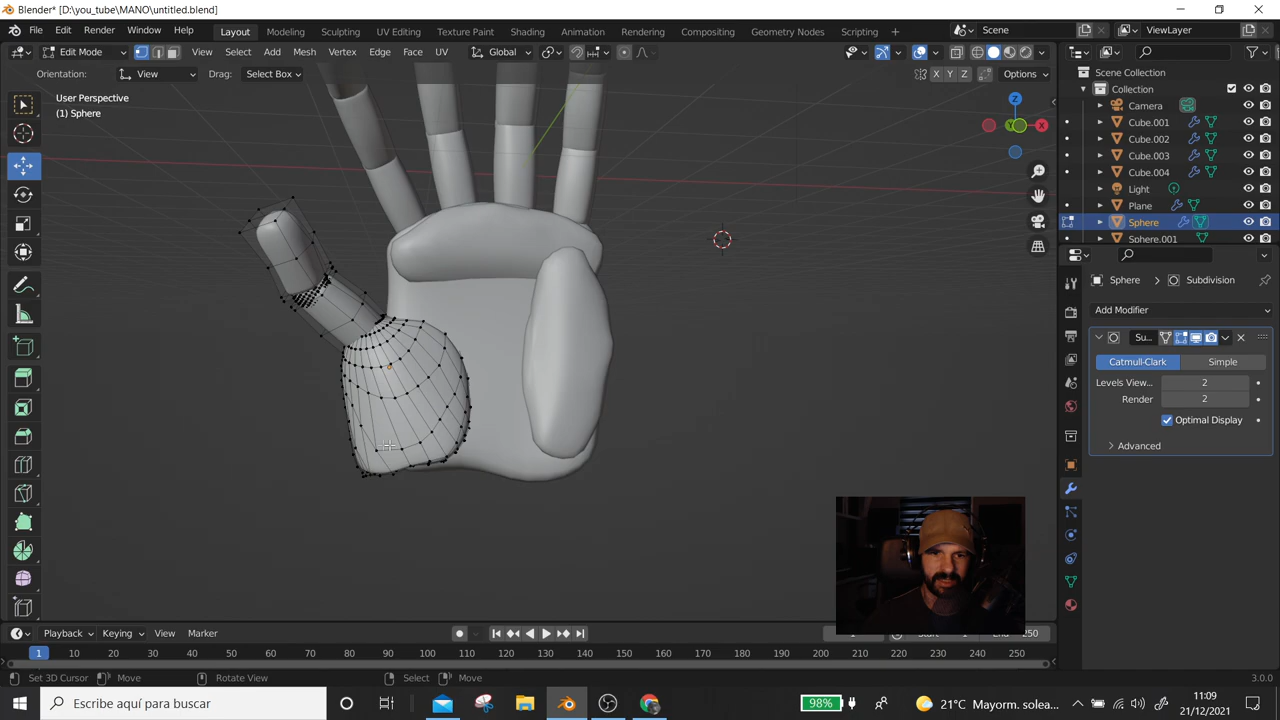 Blender* [D:\you_tube\MANO\untitled.blend]
File Edit Render Window Help Layout Modeling Sculpting UV Editing Texture Paint Shading Animation Rendering Compositing Geometry Nodes Scripting Scene ViewLayer
Edit Mode View Select Add Mesh Vertex Edge Face UV Global
Orientation: View Drag: Select Box X Y Z Options
User Perspective
(1) Sphere
Z
X
Scene Collection
Collection
Camera
Cube.001
Cube.002
Cube.003
Cube.004
Light
Plane
Sphere
Sphere.001
Sphere > Subdivision
Add Modifier
Su...
Catmull-Clark Simple
Levels View... 2
Render 2
Optimal Display
Advanced
Playback Keying View Marker 1 Start 1 End 250
1 10 20 30 40 50 60 70 80 90 100 110 120 130 140 150 160 170 180 190 200 210 220 230 240 250
Set 3D Cursor Move Rotate View Select Move 3.0.0
Escribe aquí para buscar 98% 21°C Mayorm. solea... 11:09
21/12/2021